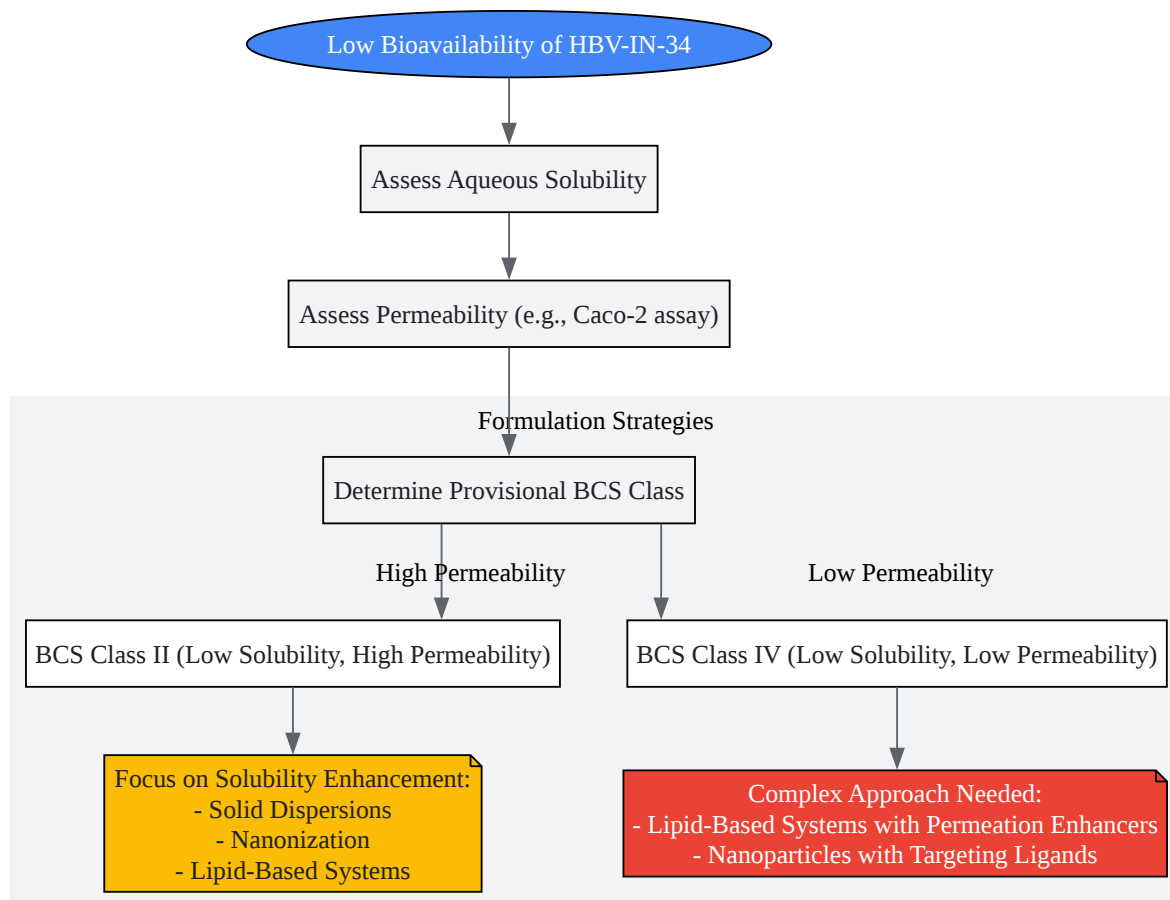 Low Bioavailability of HBV-IN-34
Assess Aqueous Solubility
Assess Permeability (e.g., Caco-2 assay)
Formulation Strategies
Determine Provisional BCS Class
High Permeability
Low Permeability
BCS Class II (Low Solubility, High Permeability)
BCS Class IV (Low Solubility, Low Permeability)
Focus on Solubility Enhancement:
- Solid Dispersions
- Nanonization
- Lipid-Based Systems
Complex Approach Needed:
- Lipid-Based Systems with Permeation Enhancers
- Nanoparticles with Targeting Ligands